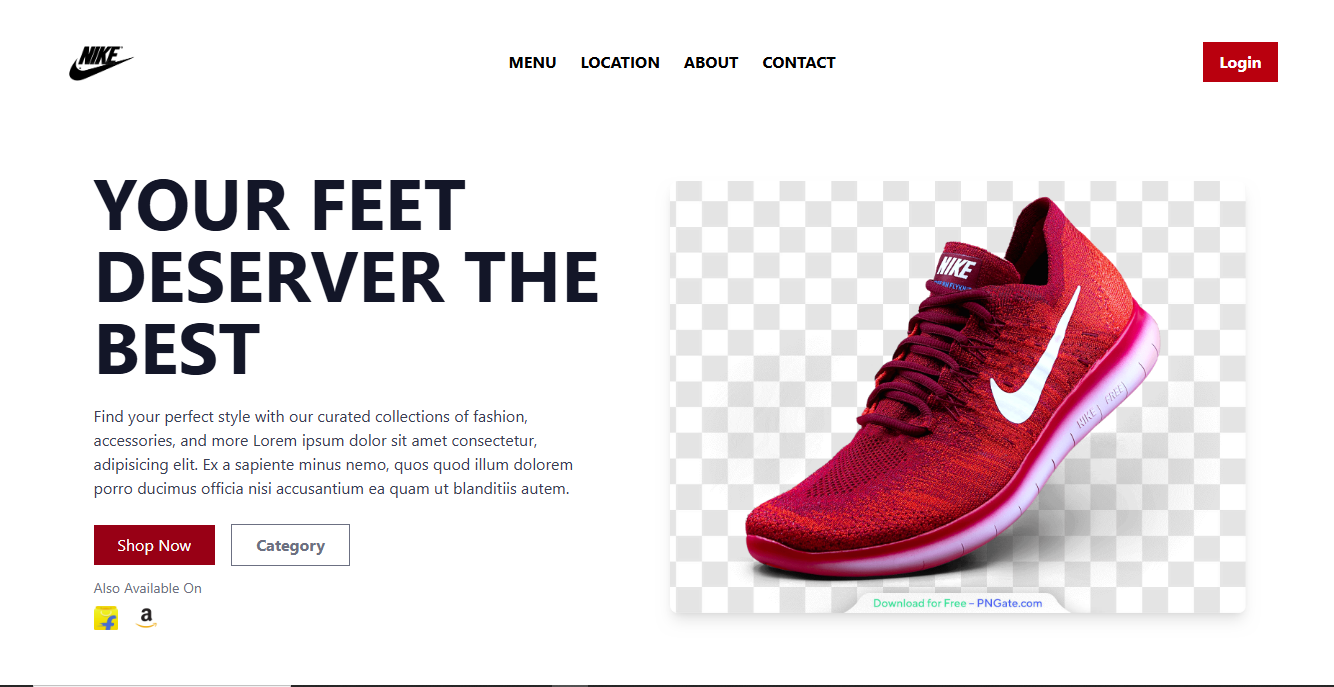 NIKE
MENU LOCATION ABOUT CONTACT
Login
YOUR FEET
DESERVER THE
BEST
Find your perfect style with our curated collections of fashion,
accessories, and more Lorem ipsum dolor sit amet consectetur,
adipisicing elit. Ex a sapiente minus nemo, quos quod illum dolorem
porro ducimus officia nisi accusantium ea quam ut blanditiis autem.
Shop Now
Category
Also Available On
f
a
NIKE
NIKE FREE
Download for Free – PNGate.com